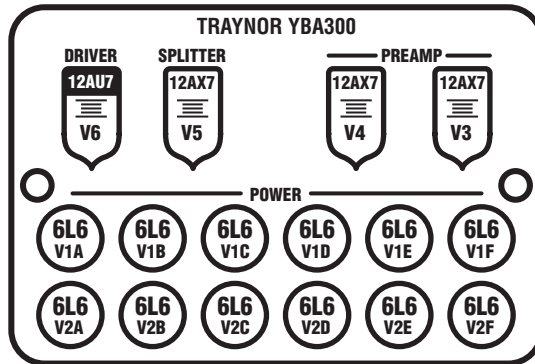 TRAYNOR YBA300
DRIVER SPLITTER PREAMP
12AU7 12AX7 12AX7 12AX7
V6 V5 V4 V3
POWER
6L6 6L6 6L6 6L6 6L6 6L6
V1A V1B V1C V1D V1E V1F
6L6 6L6 6L6 6L6 6L6 6L6
V2A V2B V2C V2D V2E V2F